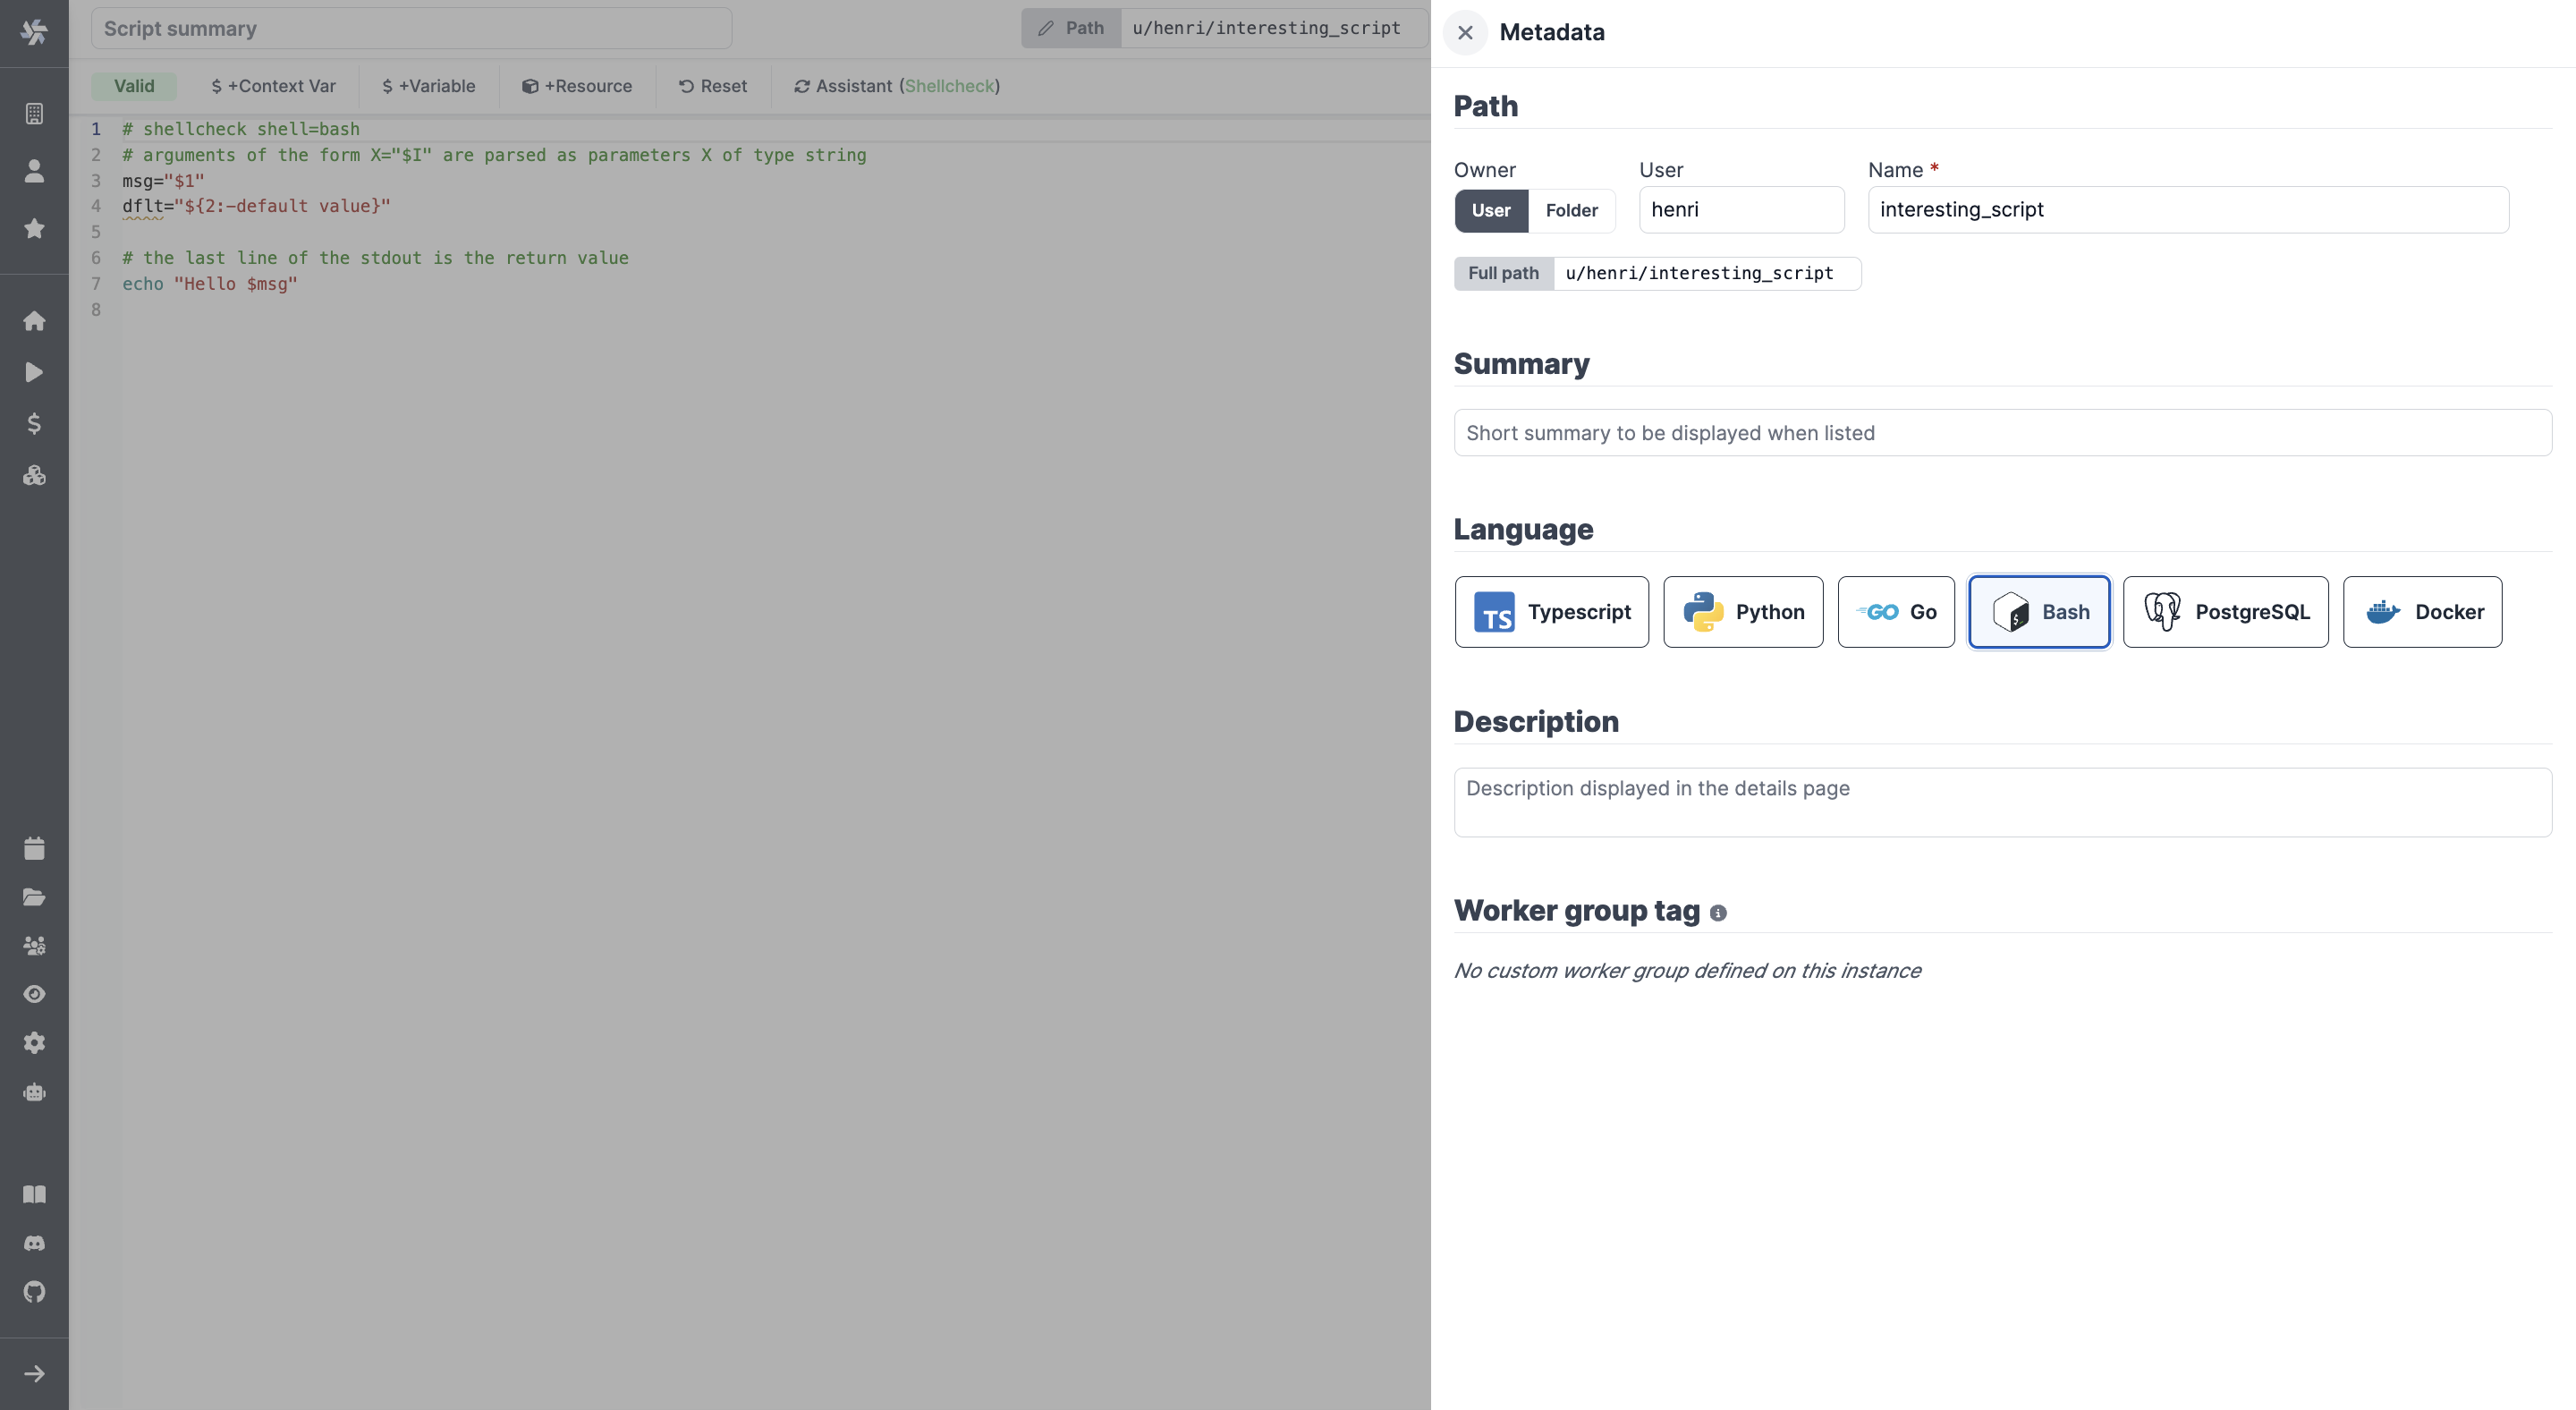 Script summary
Path u/henri/interesting_script
Valid
$ +Context Var
$ +Variable
+Resource
Reset
Assistant (Shellcheck)
1 # shellcheck shell=bash
2 # arguments of the form X="$I" are parsed as parameters X of type string
3 msg="$1"
4 dflt="${2:-default value}"
5
6 # the last line of the stdout is the return value
7 echo "Hello $msg"
8
Metadata
Path
Owner
User
Name *
User
Folder
henri
interesting_script
Full path u/henri/interesting_script
Summary
Short summary to be displayed when listed
Language
TS Typescript
Python
GO Go
$_ Bash
PostgreSQL
Docker
Description
Description displayed in the details page
Worker group tag
No custom worker group defined on this instance